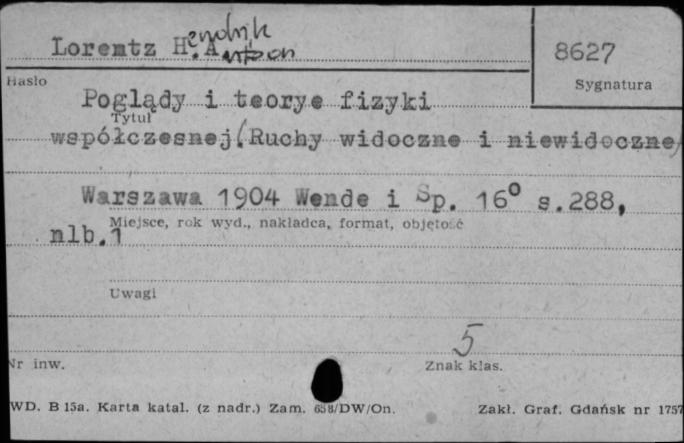 Lorentz H. A. endrik
nton
8627
Hasło
Sygnatura
Poglądy i teorye fizyki
Tytuł
współczesnej. (Ruchy widoczne i niewidoczne)
Warszawa 1904 Wende i Sp. 16° s.288,
Miejsce, rok wyd., nakładca, format, objętość
nlb.1
Uwagi
5
Nr inw.
Znak klas.
WD. B 15a. Karta katal. (z nadr.) Zam. 658/DW/On.
Zakł. Graf. Gdańsk nr 1757